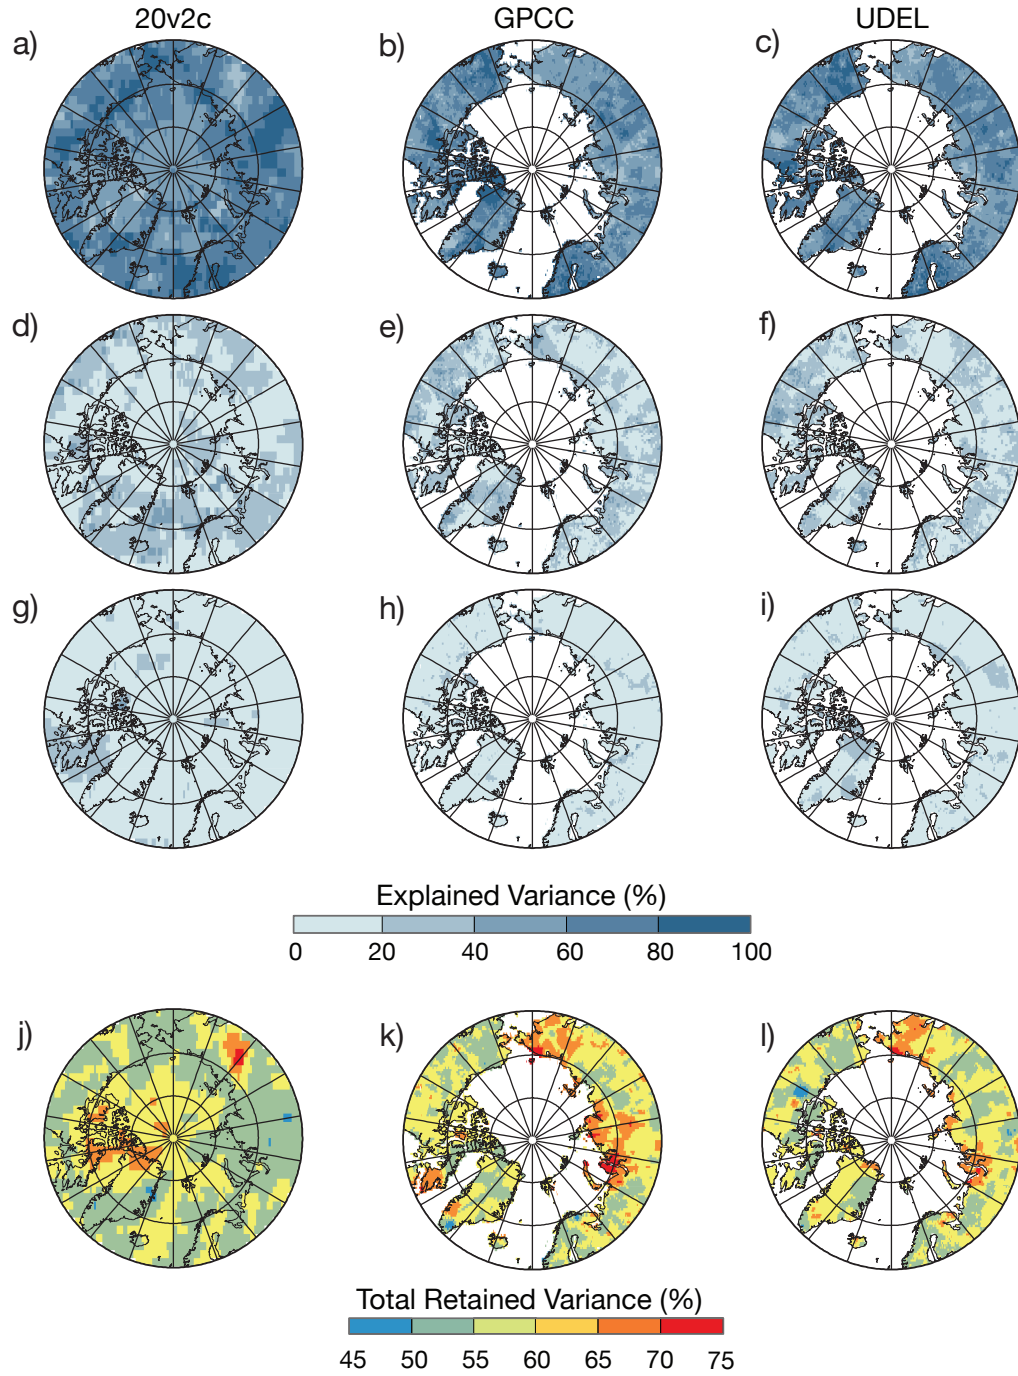 20v2c GPCC UDEL
a) b) c)
d) e) f)
g) h) i)
Explained Variance (%)
0 20 40 60 80 100
j) k) l)
Total Retained Variance (%)
45 50 55 60 65 70 75